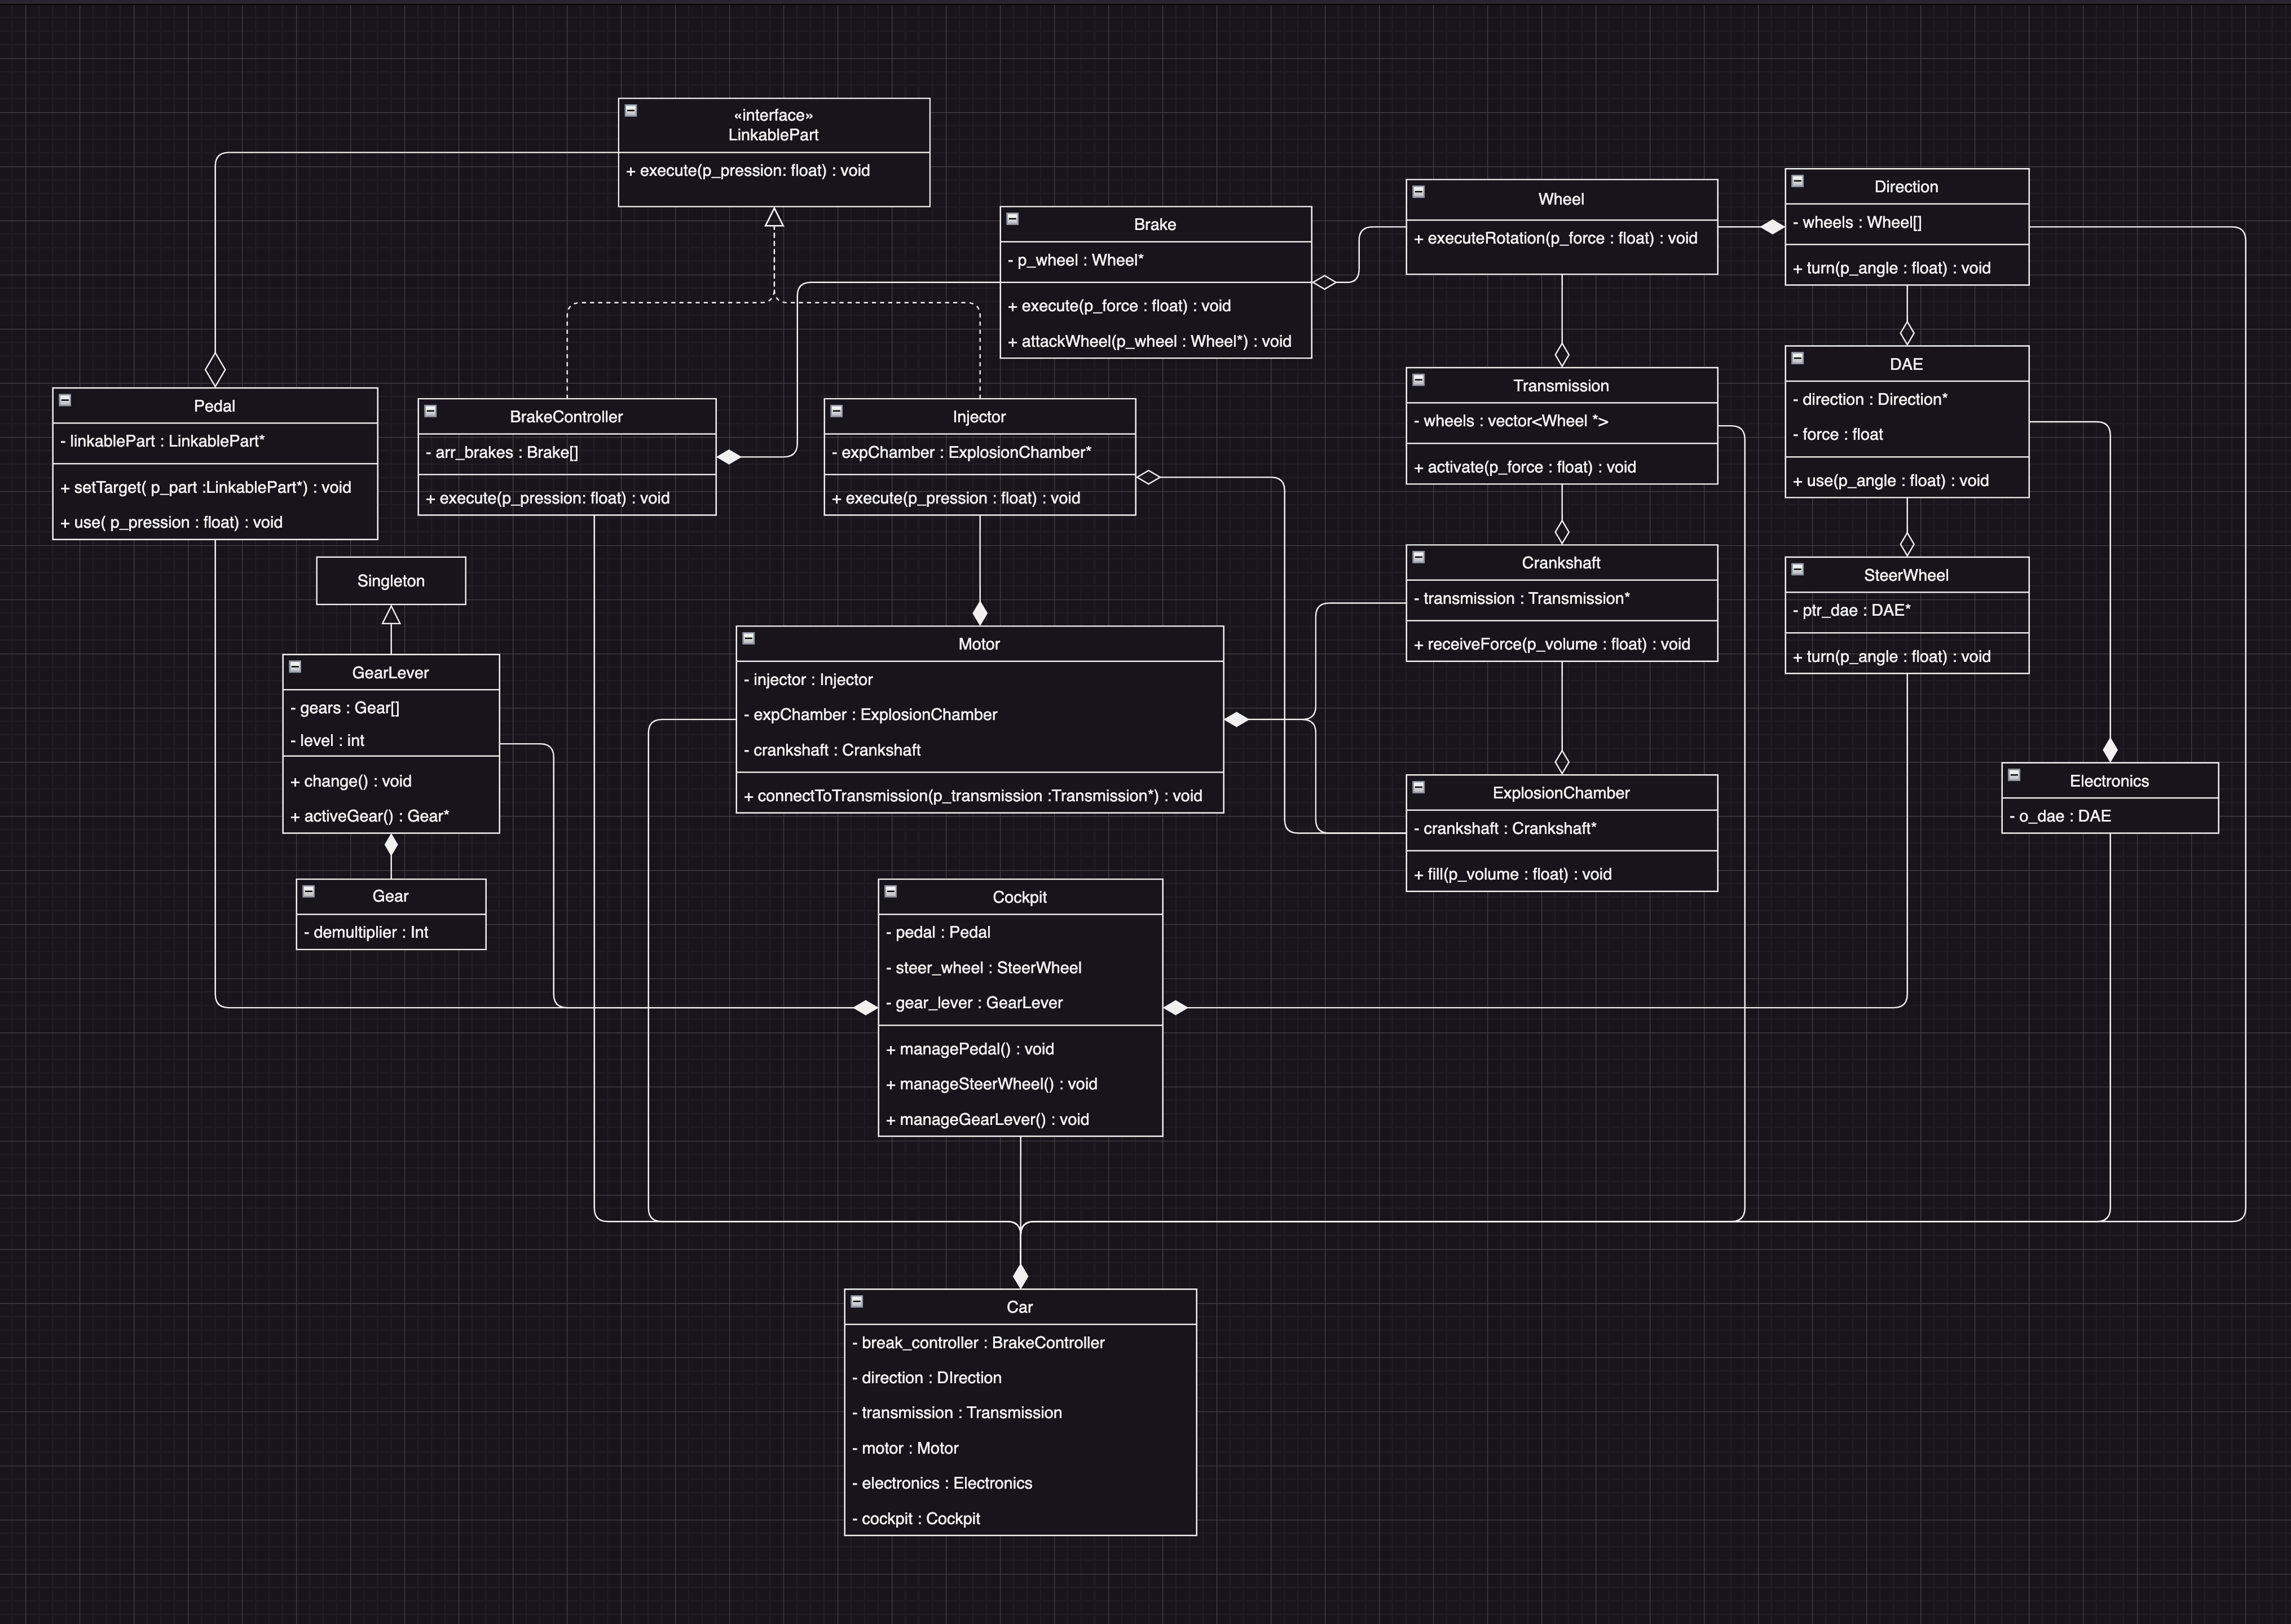 «interface»
LinkablePart
+ execute(p_pression: float) : void
Brake
- p_wheel : Wheel*
+ execute(p_force : float) : void
+ attackWheel(p_wheel : Wheel*) : void
Wheel
+ executeRotation(p_force : float) : void
Direction
- wheels : Wheel[]
+ turn(p_angle : float) : void
Pedal
- linkablePart : LinkablePart*
+ setTarget( p_part :LinkablePart*) : void
+ use( p_pression : float) : void
BrakeController
- arr_brakes : Brake[]
+ execute(p_pression: float) : void
Injector
- expChamber : ExplosionChamber*
+ execute(p_pression : float) : void
Transmission
- wheels : vector<Wheel *>
+ activate(p_force : float) : void
DAE
- direction : Direction*
- force : float
+ use(p_angle : float) : void
Singleton
GearLever
- gears : Gear[]
- level : int
+ change() : void
+ activeGear() : Gear*
Motor
- injector : Injector
- expChamber : ExplosionChamber
- crankshaft : Crankshaft
+ connectToTransmission(p_transmission :Transmission*) : void
Crankshaft
- transmission : Transmission*
+ receiveForce(p_volume : float) : void
SteerWheel
- ptr_dae : DAE*
+ turn(p_angle : float) : void
ExplosionChamber
- crankshaft : Crankshaft*
+ fill(p_volume : float) : void
Electronics
- o_dae : DAE
Gear
- demultiplier : Int
Cockpit
- pedal : Pedal
- steer_wheel : SteerWheel
- gear_lever : GearLever
+ managePedal() : void
+ manageSteerWheel() : void
+ manageGearLever() : void
Car
- break_controller : BrakeController
- direction : DIrection
- transmission : Transmission
- motor : Motor
- electronics : Electronics
- cockpit : Cockpit